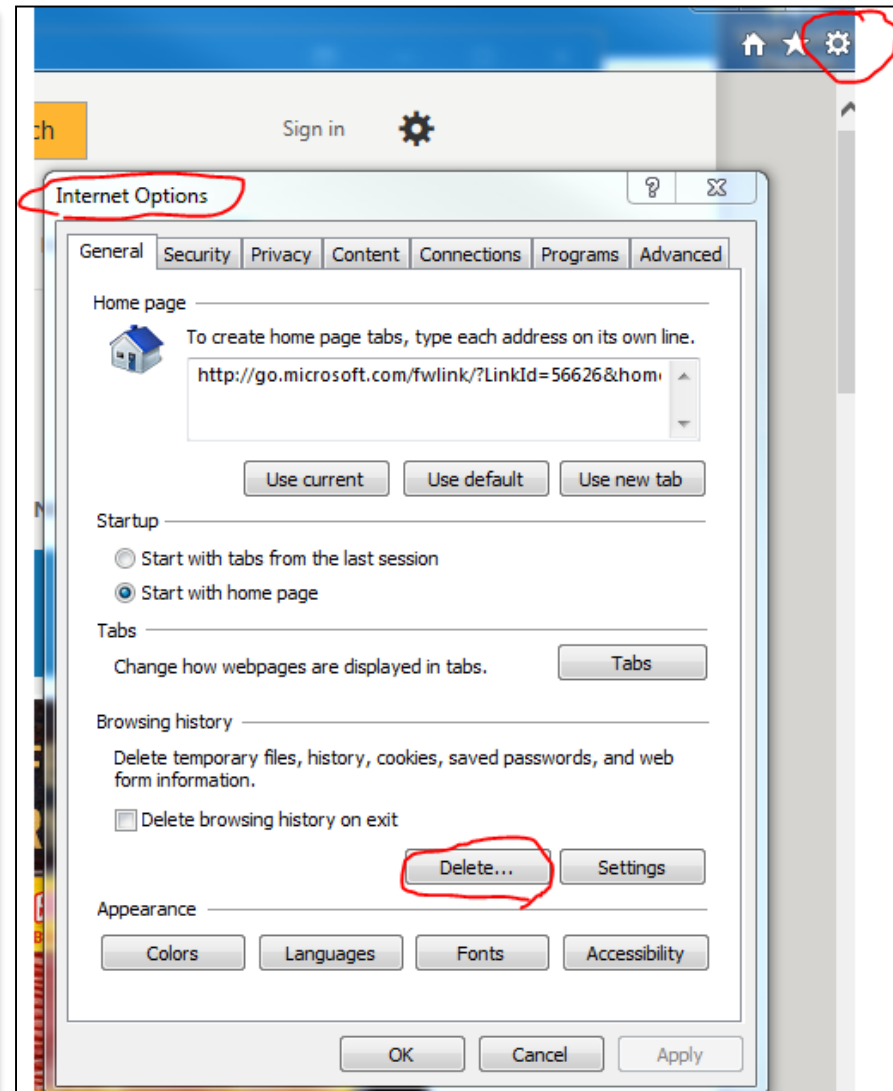 ch
Sign in
Internet Options
General Security Privacy Content Connections Programs Advanced
Home page
To create home page tabs, type each address on its own line.
http://go.microsoft.com/fwlink/?LinkId=56626&hom
Use current Use default Use new tab
Startup
Start with tabs from the last session
Start with home page
Tabs
Change how webpages are displayed in tabs.
Tabs
Browsing history
Delete temporary files, history, cookies, saved passwords, and web
form information.
Delete browsing history on exit
Delete... Settings
Appearance
Colors Languages Fonts Accessibility
OK Cancel Apply